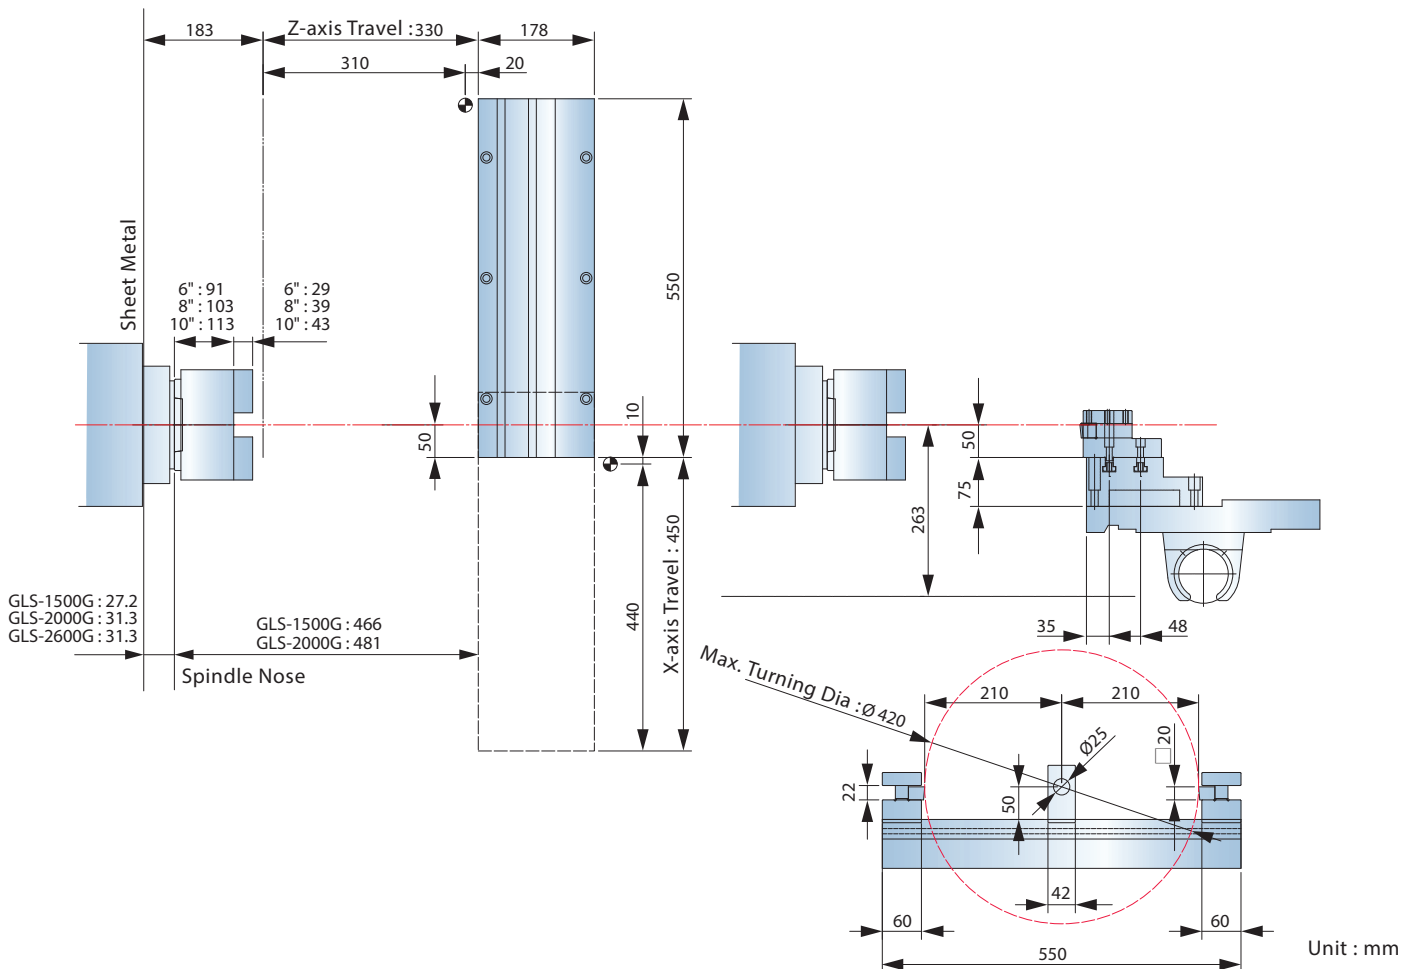 183
Z-axis Travel : 330
178
310
20
Sheet Metal
6" : 91
8" : 103
10" : 113
6" : 29
8" : 39
10" : 43
550
10
50
50
75
263
X-axis Travel : 450
440
GLS-1500G : 27.2
GLS-2000G : 31.3
GLS-2600G : 31.3
GLS-1500G : 466
GLS-2000G : 481
Spindle Nose
35
48
Max. Turning Dia : Ø 420
210
210
Ø25
□20
22
50
42
60
60
550
Unit : mm